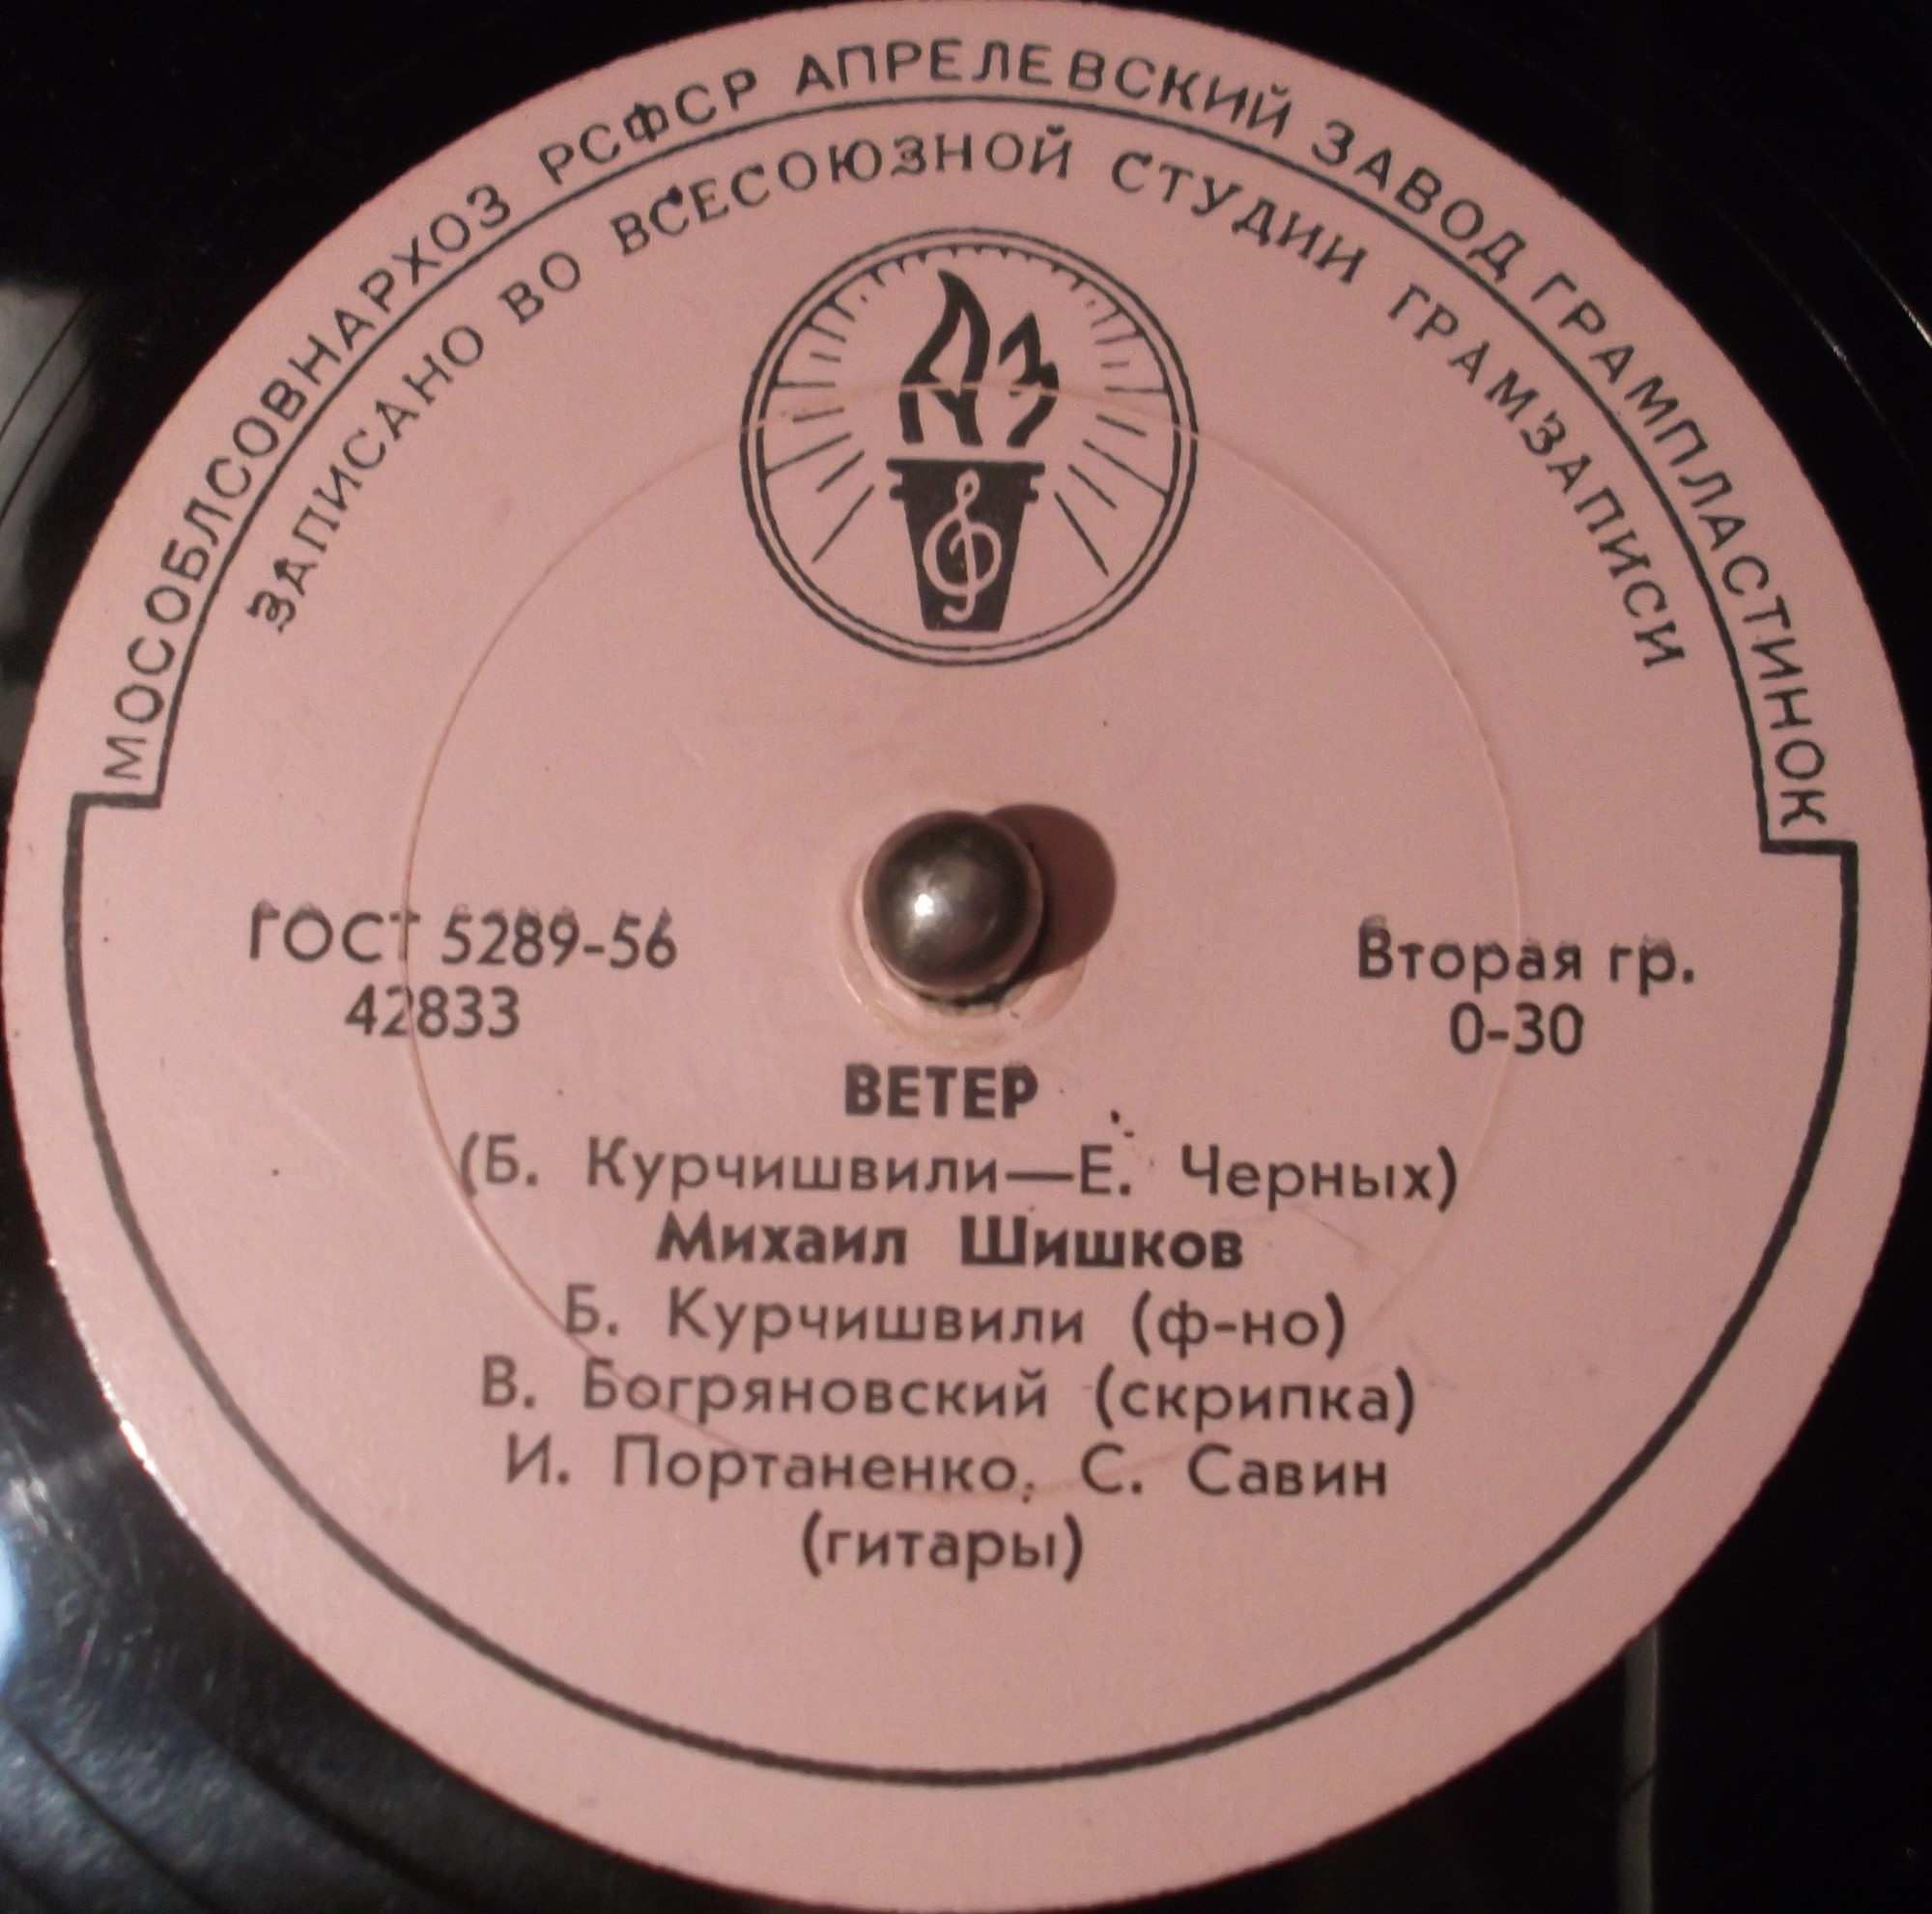 МОСОБЛСОВНАРХОЗ РСФСР АПРЕЛЕВСКИЙ ЗАВОД ГРАМПЛАСТИНОК
ЗАПИСАНО ВО ВСЕСОЮЗНОЙ СТУДИИ ГРАМЗАПИСИ
ГОСТ 5289-56
42833
Вторая гр.
0-30
ВЕТЕР
(Б. Курчишвили—Е. Черных)
Михаил Шишков
Б. Курчишвили (ф-но)
В. Богряновский (скрипка)
И. Портаненко, С. Савин
(гитары)